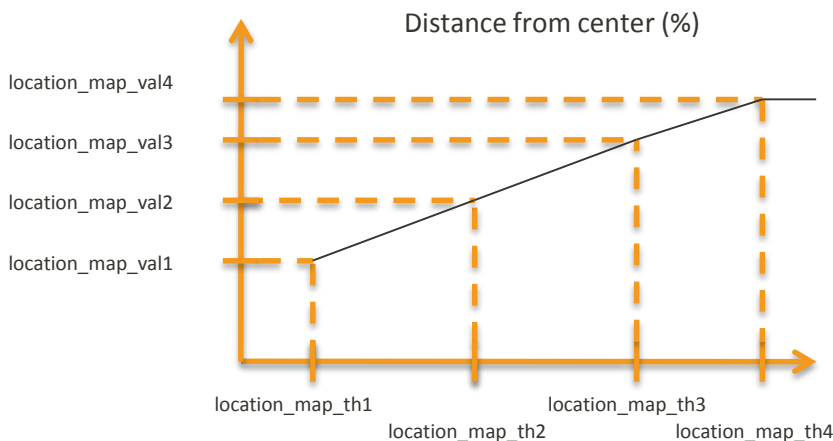 Distance from center (%)
location_map_val4
location_map_val3
location_map_val2
location_map_val1
location_map_th1
location_map_th3
location_map_th2
location_map_th4